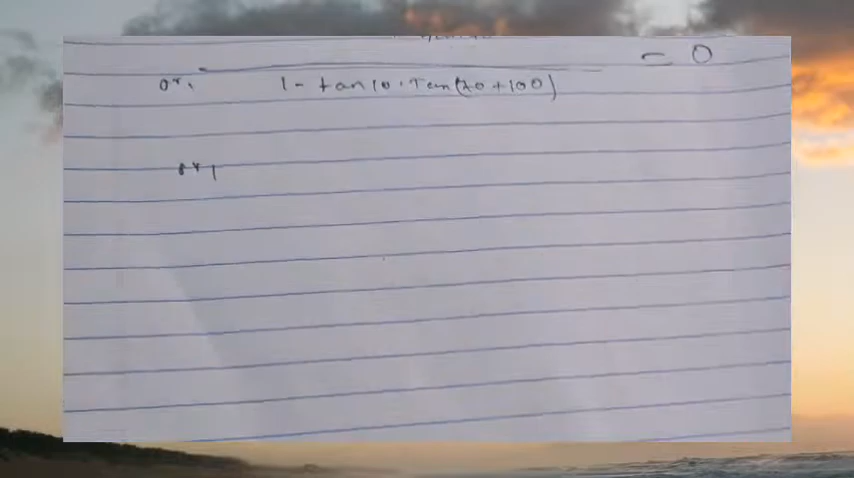 = 0
or, 1 - tan10.Tan(20+100)
or,